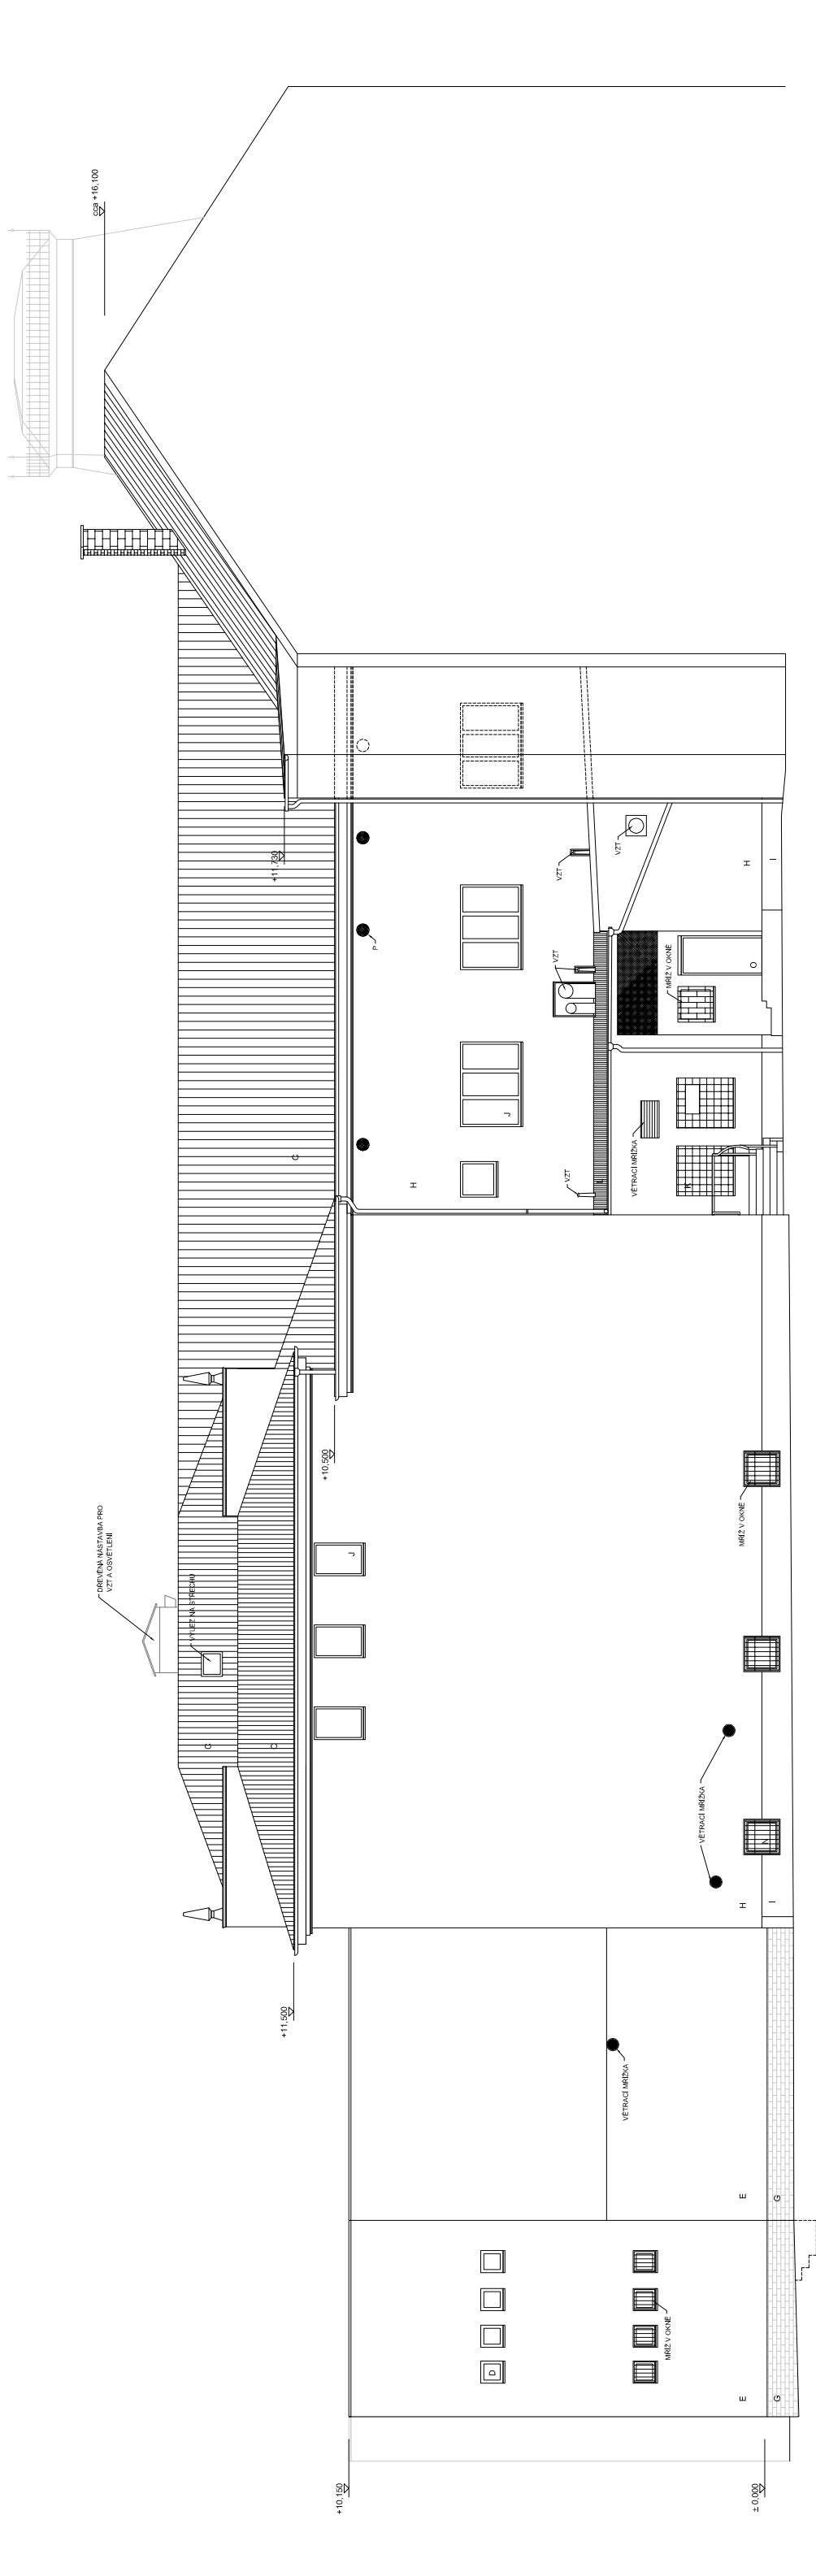 cca +16,100
DŘEVĚNÁ NÁSTAVBA PRO
VZT A OSVĚTLENÍ
VÝLEZ NA STŘECHU
C
C
+11,730
+11,500
C
+10,500
+10,150
J
P
H
D
J
VZT
VZT
VZT
L
VZT
VĚTRACÍ MŘÍŽKA
VĚTRACÍ MŘÍŽKA
MŘÍŽ V OKNĚ
MŘÍŽ V OKNĚ
K
VĚTRACÍ MŘÍŽKA
MŘÍŽ V OKNĚ
E
E
H
H
O
± 0,000
N
I
I
G
G